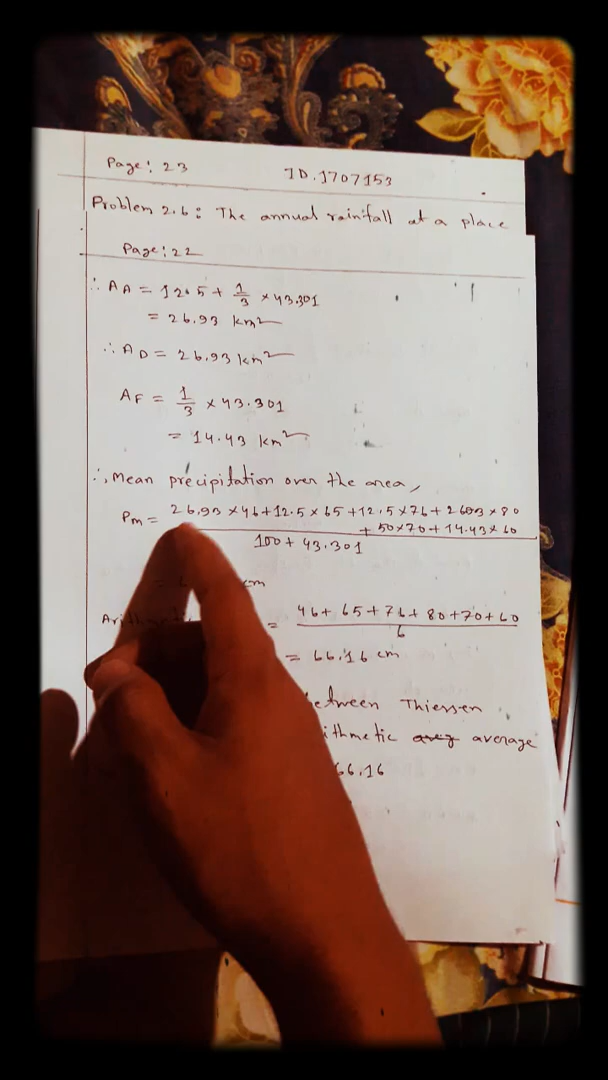 Page: 23 ID.1707153
Problem 2.6: The annual rainfall at a place
Page: 22
∴ AA = 12.5 + 1/3 × 43.301
= 26.93 km²
∴ AD = 26.93 km²
AF = 1/3 × 43.301
= 14.43 km²
∴ Mean precipitation over the area,
Pm = 26.93 × 46 + 12.5 × 65 + 12.5 × 76 + 2693 × 80
+ 50×70 + 14.43 × 60
100 + 43.301
cm
= 46 + 65 + 76 + 80 + 70 + 60
6
= 66.16 cm
between Thiessen
average
66.16